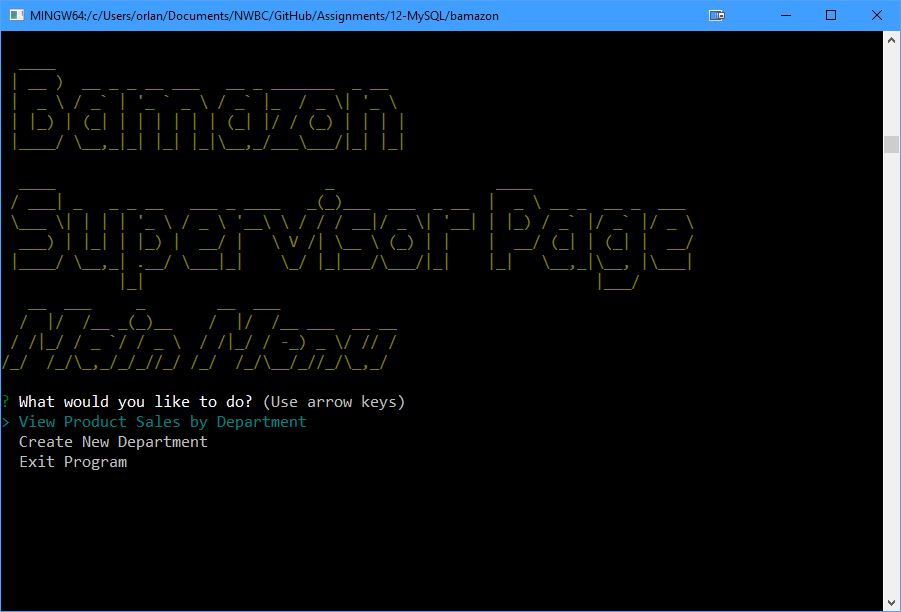 MINGW64:/c/Users/orlan/Documents/NWBC/GitHub/Assignments/12-MySQL/bamazon
Bamazon
Supervisor Page
Main Menu
? What would you like to do? (Use arrow keys)
> View Product Sales by Department
Create New Department
Exit Program